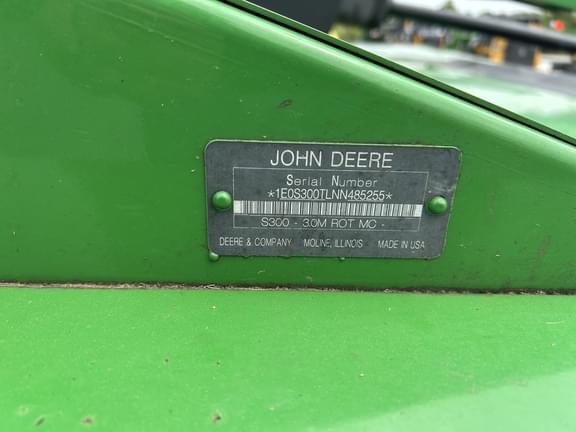 JOHN DEERE
Serial Number
*1E0S300TLNN485255*
S300 - 3.0M ROT MC -
DEERE & COMPANY MOLINE, ILLINOIS MADE IN USA